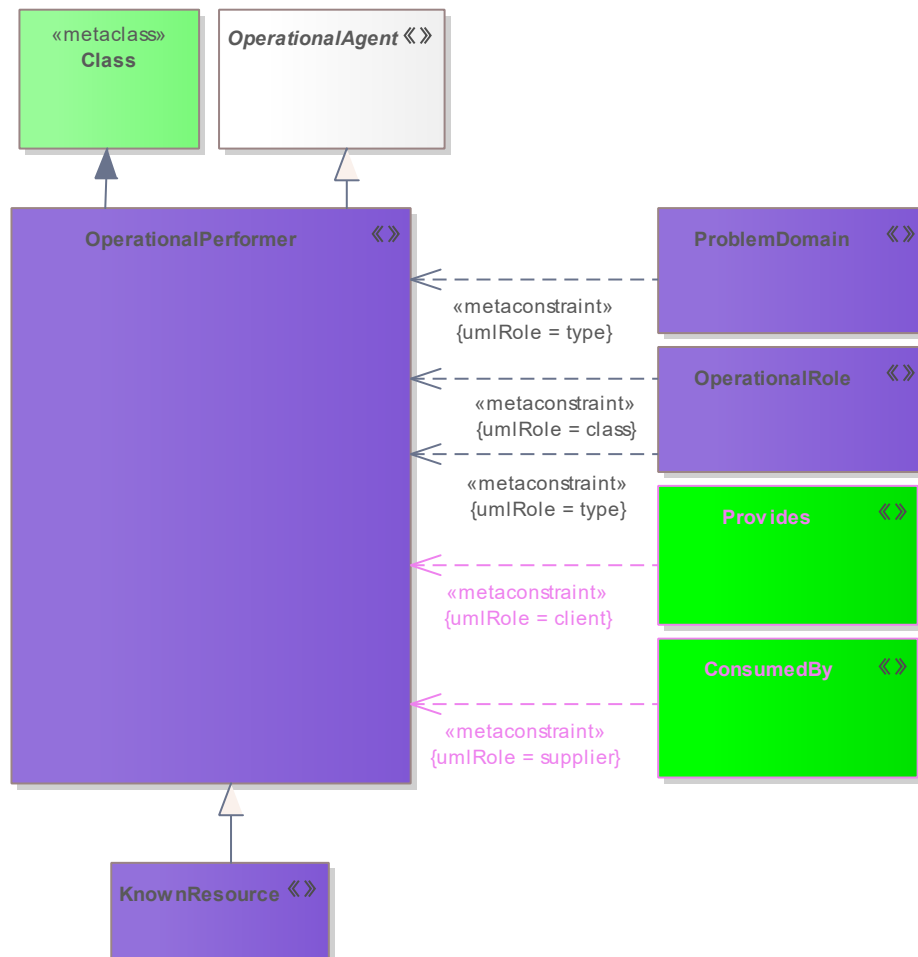 «metaclass»
Class
OperationalAgent «»
OperationalPerformer «»
ProblemDomain «»
«metaconstraint»
{umlRole = type}
OperationalRole «»
«metaconstraint»
{umlRole = class}
«metaconstraint»
{umlRole = type}
Provides «»
«metaconstraint»
{umlRole = client}
ConsumedBy «»
«metaconstraint»
{umlRole = supplier}
KnownResource «»